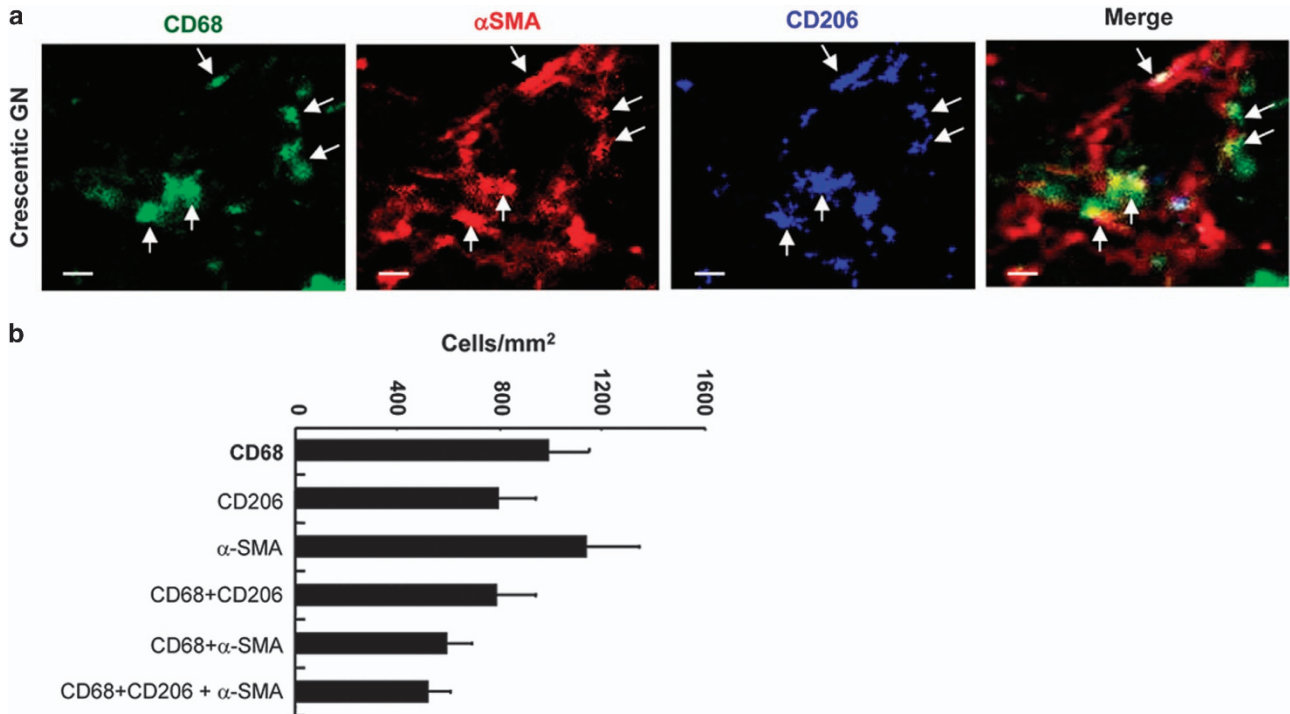 a
CD68 αSMA CD206 Merge
Crescentic GN
b
Cells/mm²
0 400 800 1200 1600
CD68
CD206
α-SMA
CD68+CD206
CD68+α-SMA
CD68+CD206 + α-SMA